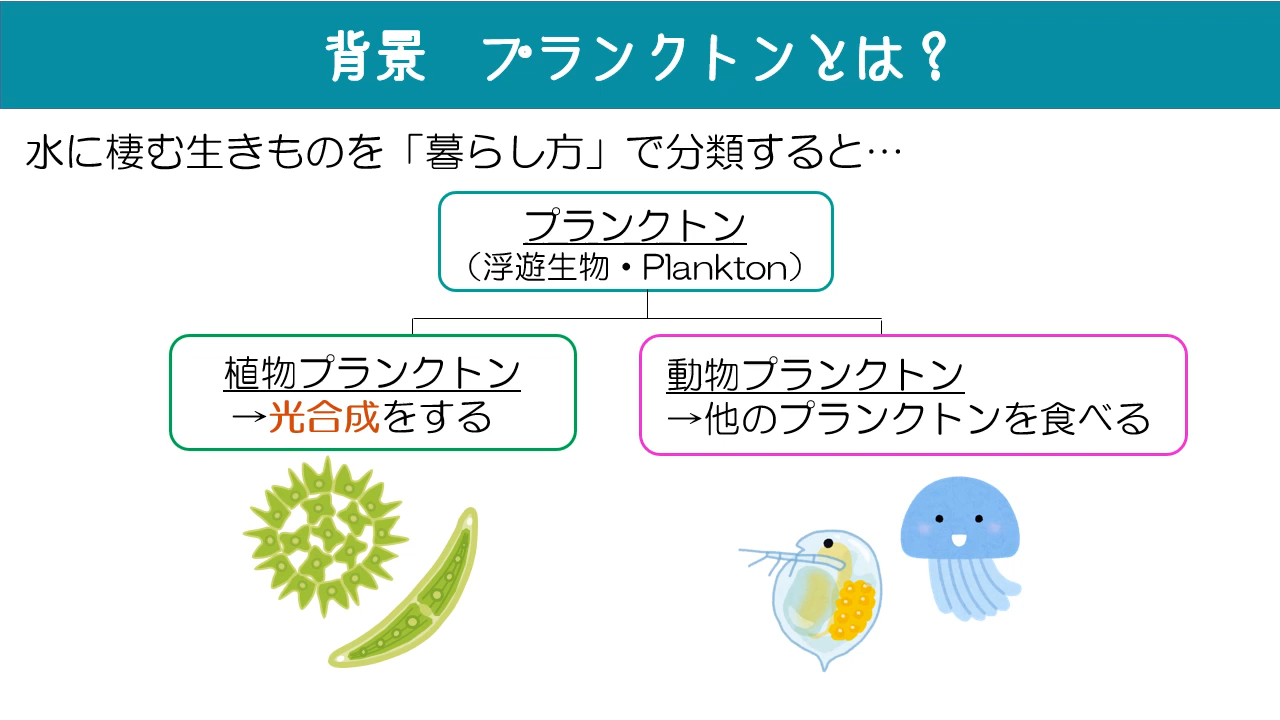 背景　プランクトンとは？
水に棲む生きものを「暮らし方」で分類すると…
プランクトン
（浮遊生物・Plankton）
植物プランクトン
→光合成をする
動物プランクトン
→他のプランクトンを食べる